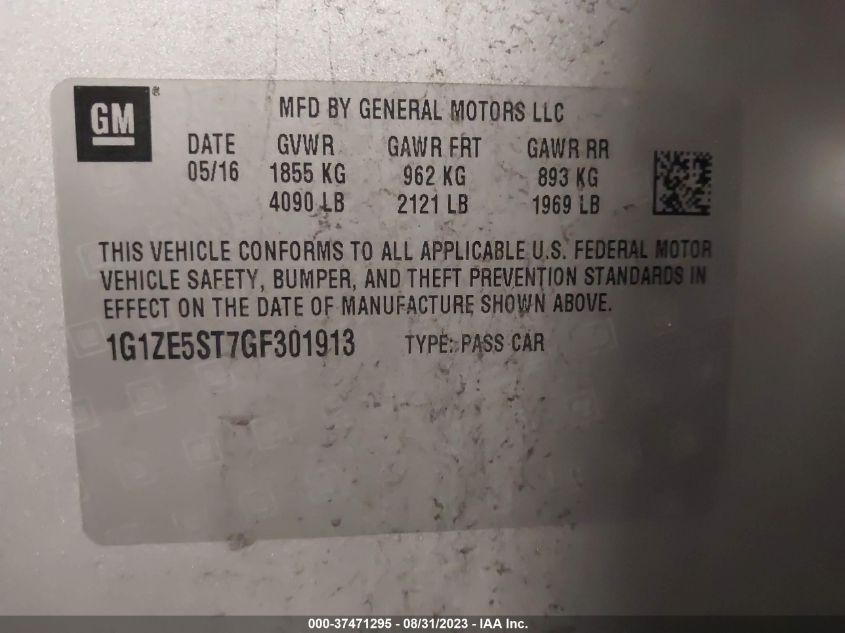 GM®
MFD BY GENERAL MOTORS LLC
DATE GVWR GAWR FRT GAWR RR
05/16 1855 KG 962 KG 893 KG
4090 LB 2121 LB 1969 LB
THIS VEHICLE CONFORMS TO ALL APPLICABLE U.S. FEDERAL MOTOR
VEHICLE SAFETY, BUMPER, AND THEFT PREVENTION STANDARDS IN
EFFECT ON THE DATE OF MANUFACTURE SHOWN ABOVE.
1G1ZE5ST7GF301913 TYPE: PASS CAR
000-37471295 - 08/31/2023 - IAA Inc.